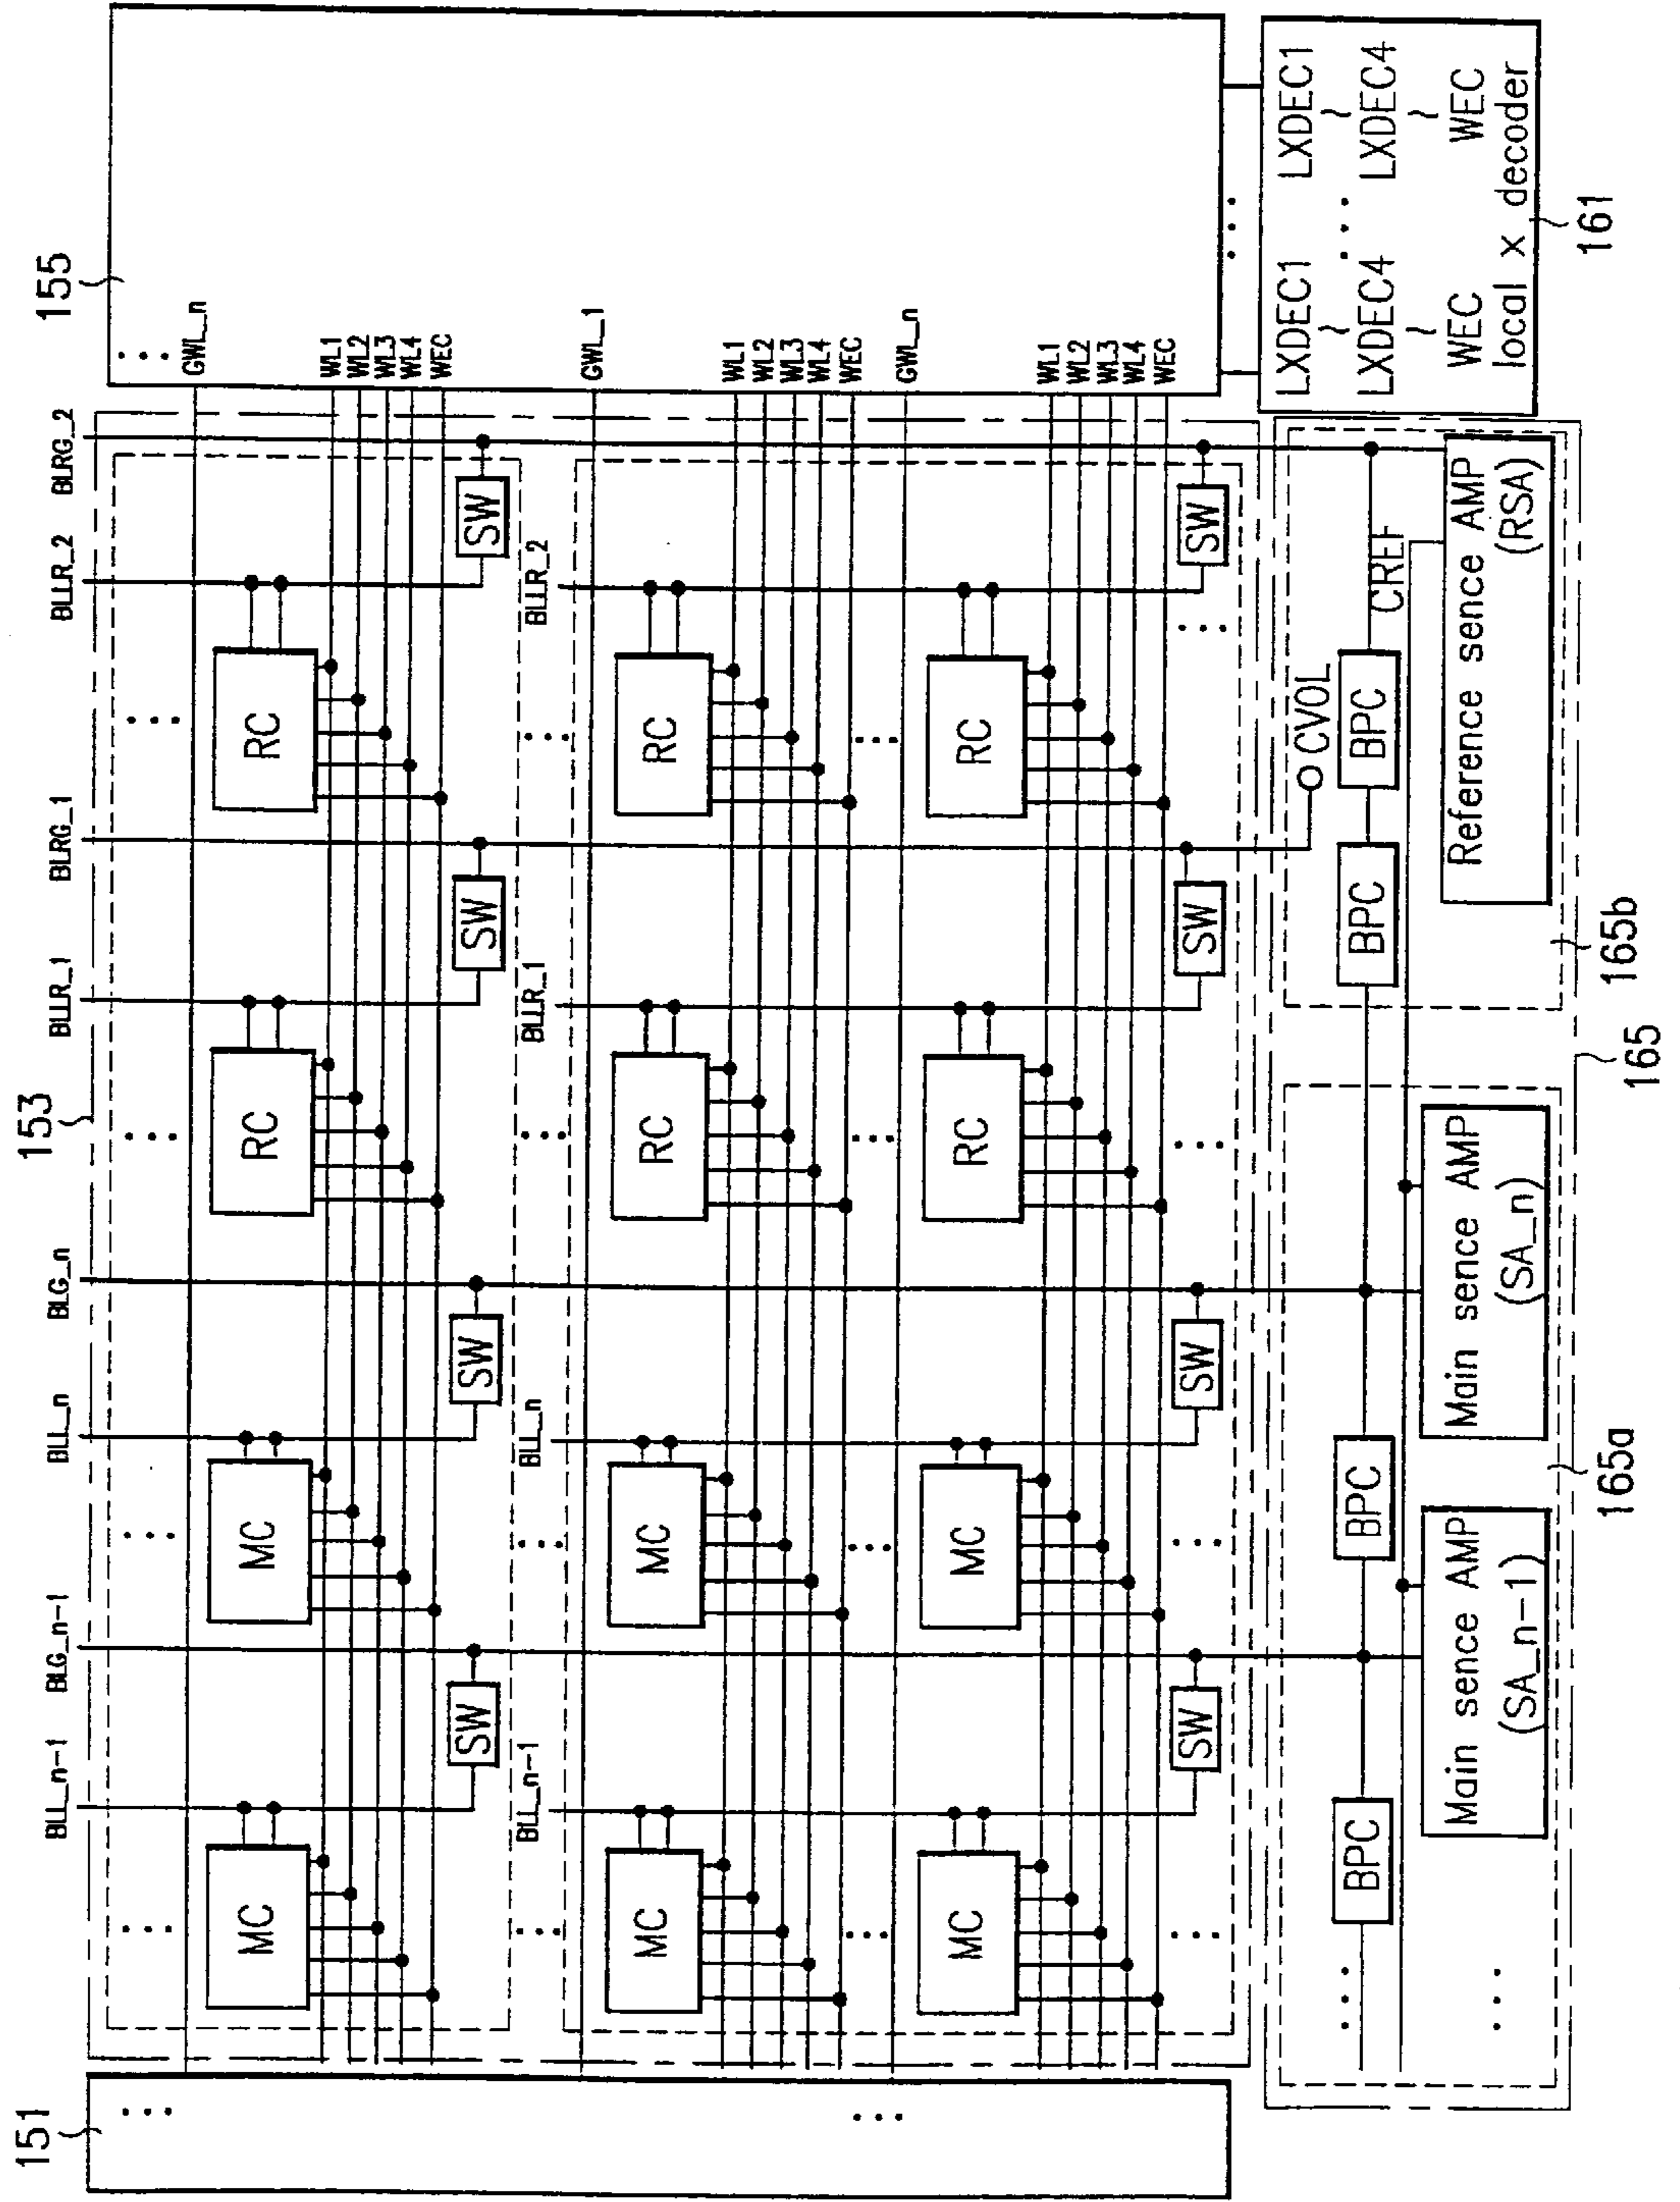 151
153
155
BLL_n-1
BLG_n-1
BLL_n
BLG_n
BLLR_1
BLRG_1
BLLR_2
BLRG_2
... ... ... ... ... ...
GWL_n
MC MC RC RC
WL1
WL2
WL3
WL4
WEC
SW SW SW SW
BLL_n-1
BLL_n
BLLR_1
BLLR_2
... ... ... ...
GWL_1
MC MC RC RC
WL1
WL2
WL3
WL4
WEC
... ... ... ... ...
GWL_n
MC MC RC RC
WL1
WL2
WL3
WL4
WEC
... ... ... ...
SW SW SW SW
...
CVOL
... BPC BPC BPC BPC
CREF
...
Main sence AMP
(SA_n-1)
Main sence AMP
(SA_n)
Reference sence AMP
(RSA)
165a
165
165b
LXDEC1 LXDEC1
~ ~
LXDEC4 ... LXDEC4
~ ~
WEC WEC
local x decoder
161